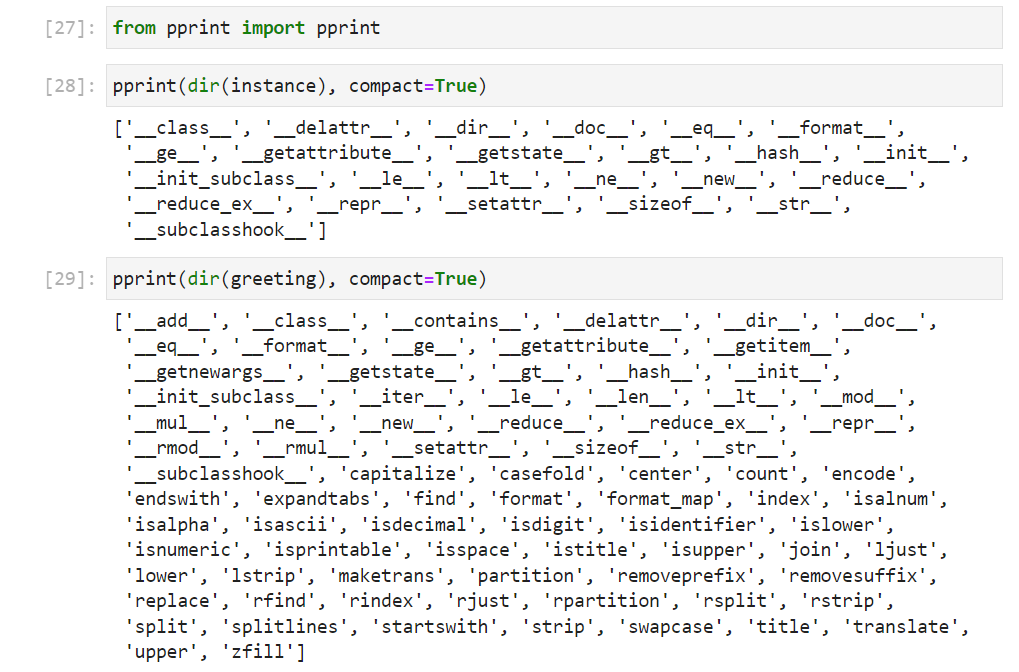 [27]: from pprint import pprint
[28]: pprint(dir(instance), compact=True)
['__class__', '__delattr__', '__dir__', '__doc__', '__eq__', '__format__',
'__ge__', '__getattribute__', '__getstate__', '__gt__', '__hash__', '__init__',
'__init_subclass__', '__le__', '__lt__', '__ne__', '__new__', '__reduce__',
'__reduce_ex__', '__repr__', '__setattr__', '__sizeof__', '__str__',
'__subclasshook__']
[29]: pprint(dir(greeting), compact=True)
['__add__', '__class__', '__contains__', '__delattr__', '__dir__', '__doc__',
'__eq__', '__format__', '__ge__', '__getattribute__', '__getitem__',
'__getnewargs__', '__getstate__', '__gt__', '__hash__', '__init__',
'__init_subclass__', '__iter__', '__le__', '__len__', '__lt__', '__mod__',
'__mul__', '__ne__', '__new__', '__reduce__', '__reduce_ex__', '__repr__',
'__rmod__', '__rmul__', '__setattr__', '__sizeof__', '__str__',
'__subclasshook__', 'capitalize', 'casefold', 'center', 'count', 'encode',
'endswith', 'expandtabs', 'find', 'format', 'format_map', 'index', 'isalnum',
'isalpha', 'isascii', 'isdecimal', 'isdigit', 'isidentifier', 'islower',
'isnumeric', 'isprintable', 'isspace', 'istitle', 'isupper', 'join', 'ljust',
'lower', 'lstrip', 'maketrans', 'partition', 'removeprefix', 'removesuffix',
'replace', 'rfind', 'rindex', 'rjust', 'rpartition', 'rsplit', 'rstrip',
'split', 'splitlines', 'startswith', 'strip', 'swapcase', 'title', 'translate',
'upper', 'zfill']